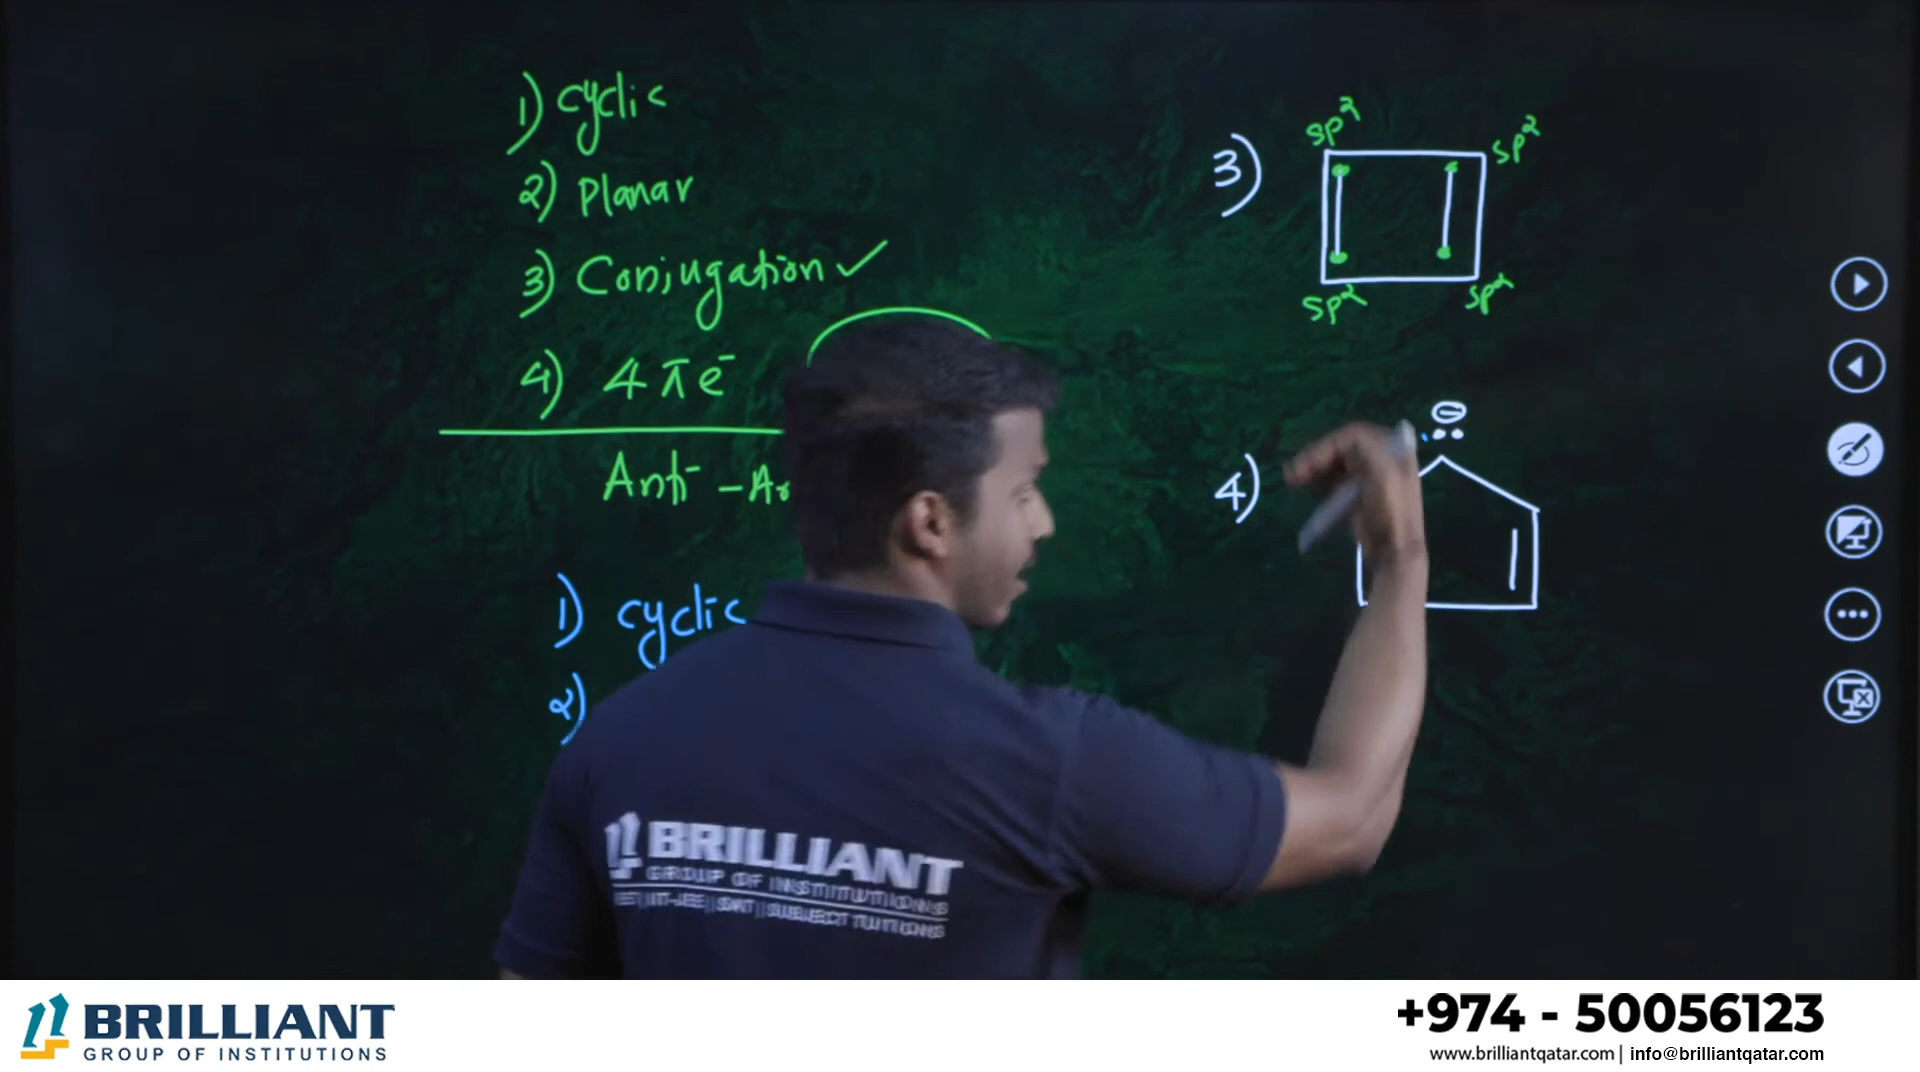 1) cyclic
2) Planar
3) Conjugation ✓
4) 4 π e⁻
Anti - Ar
1) cyclic
2)
3)
sp²
sp²
sp²
sp²
4)
⊖
BRILLIANT
GROUP OF INSTITUTIONS
BRILLIANT
GROUP OF INSTITUTIONS
+974 - 50056123
www.brilliantqatar.com | info@brilliantqatar.com